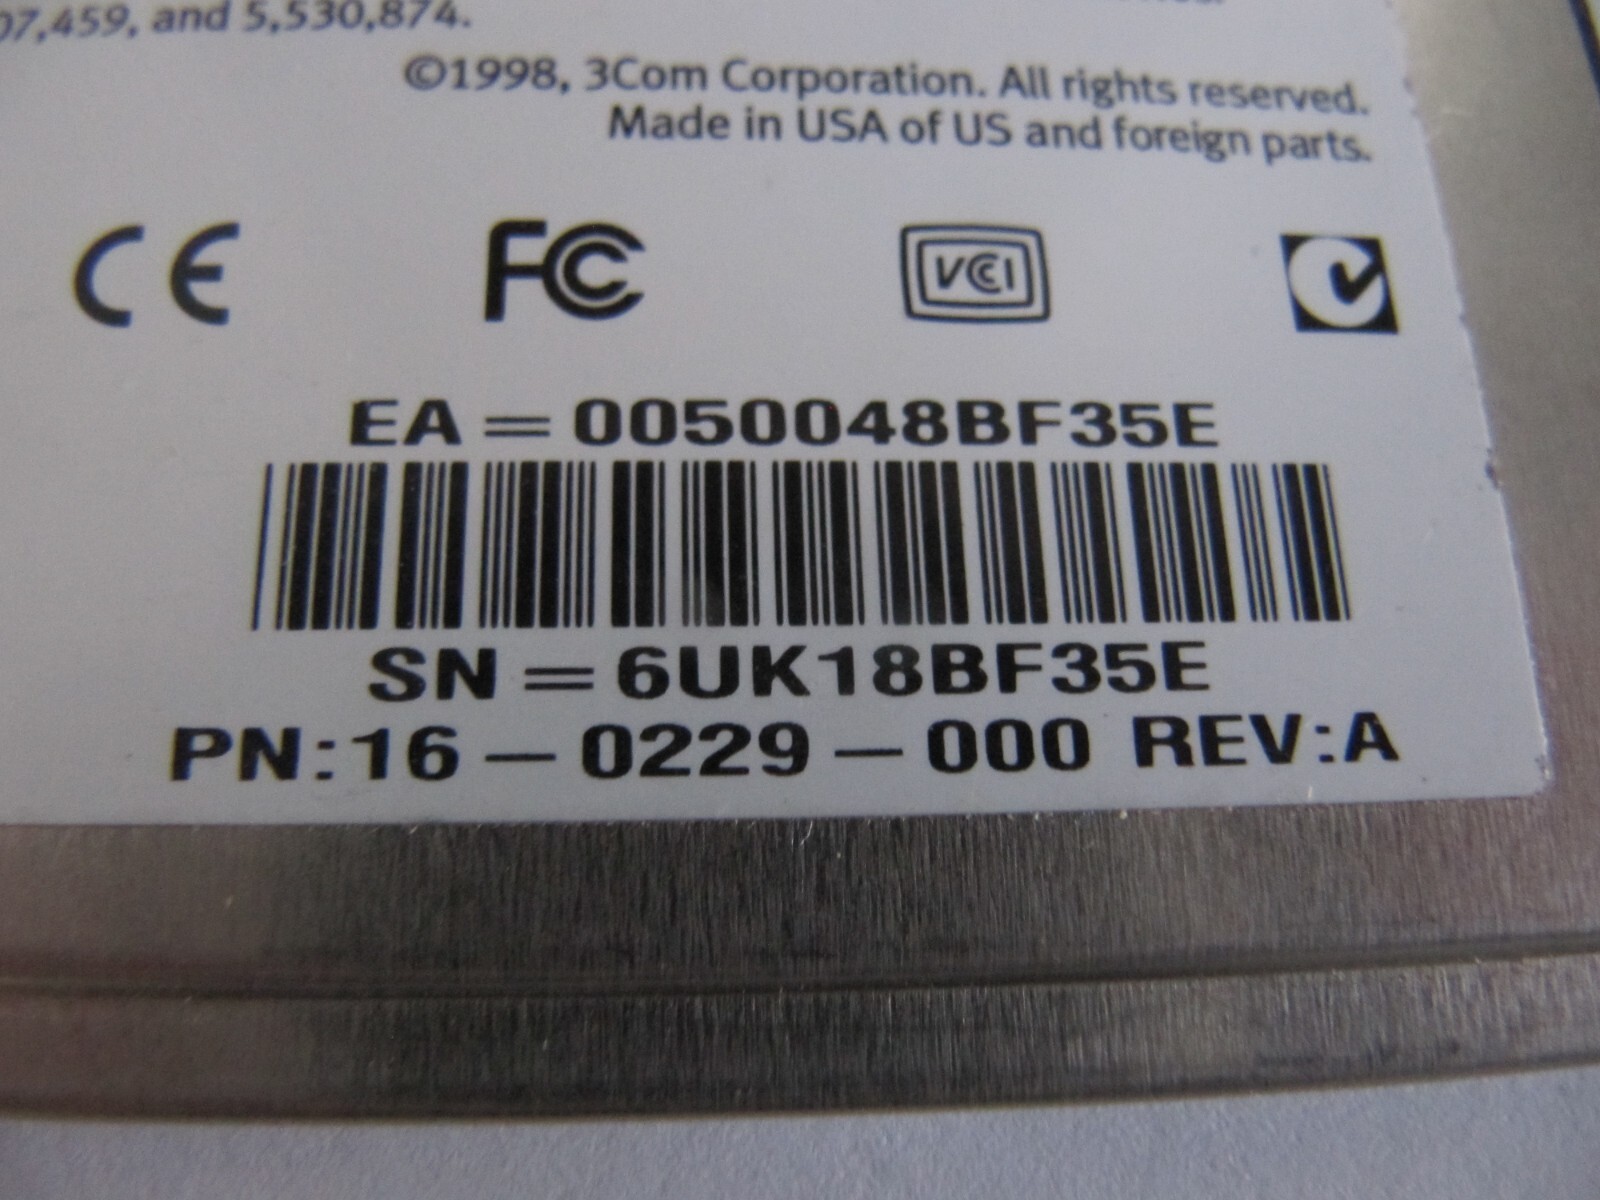 07,459, and 5,530,874.
©1998, 3Com Corporation. All rights reserved.
Made in USA of US and foreign parts.
CE FC VCCI
EA=0050048BF35E
SN=6UK18BF35E
PN:16-0229-000 REV:A